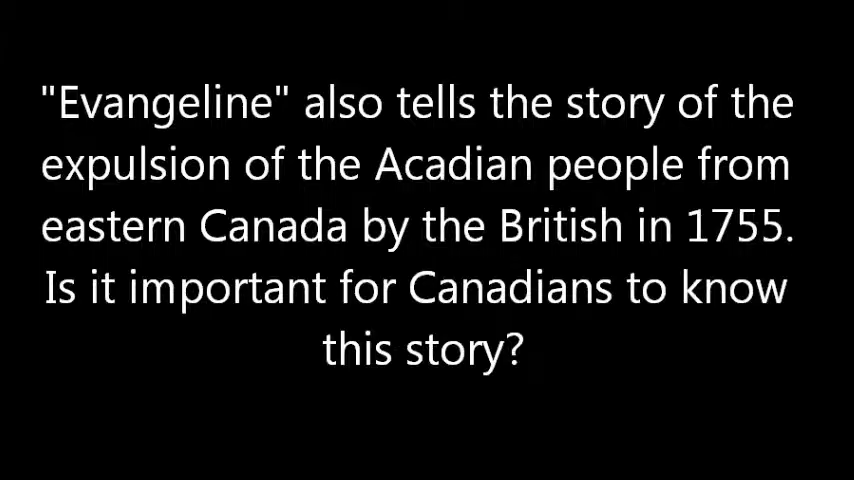 "Evangeline" also tells the story of the
expulsion of the Acadian people from
eastern Canada by the British in 1755.
Is it important for Canadians to know
this story?